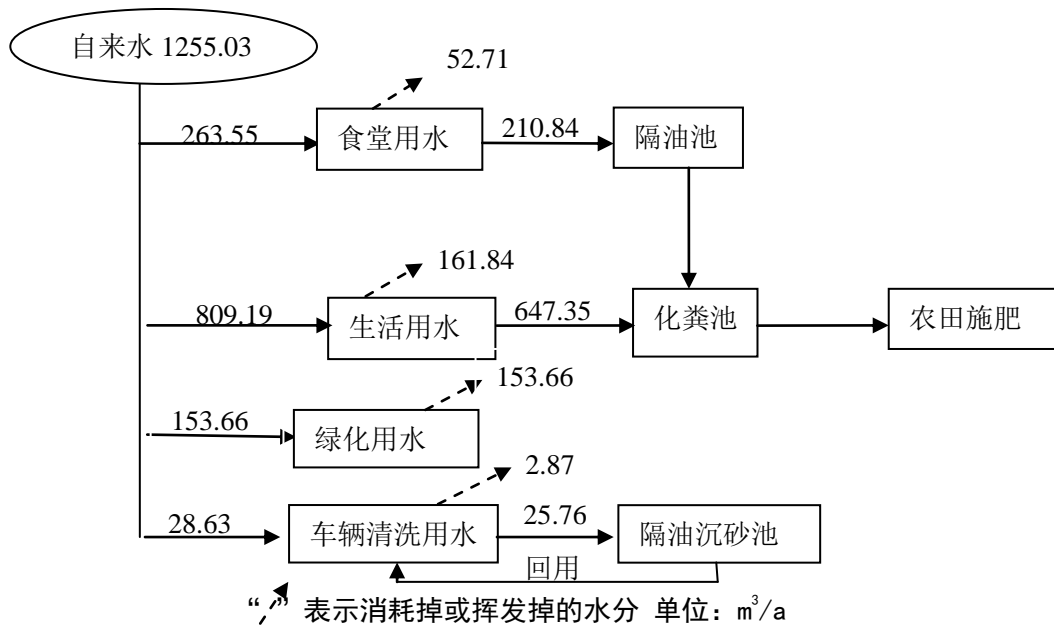 自来水 1255.03
52.71
263.55
食堂用水
210.84
隔油池
161.84
809.19
生活用水
647.35
化粪池
农田施肥
153.66
153.66
绿化用水
2.87
28.63
车辆清洗用水
25.76
隔油沉砂池
回用
“ ” 表示消耗掉或挥发掉的水分 单位：m³/a